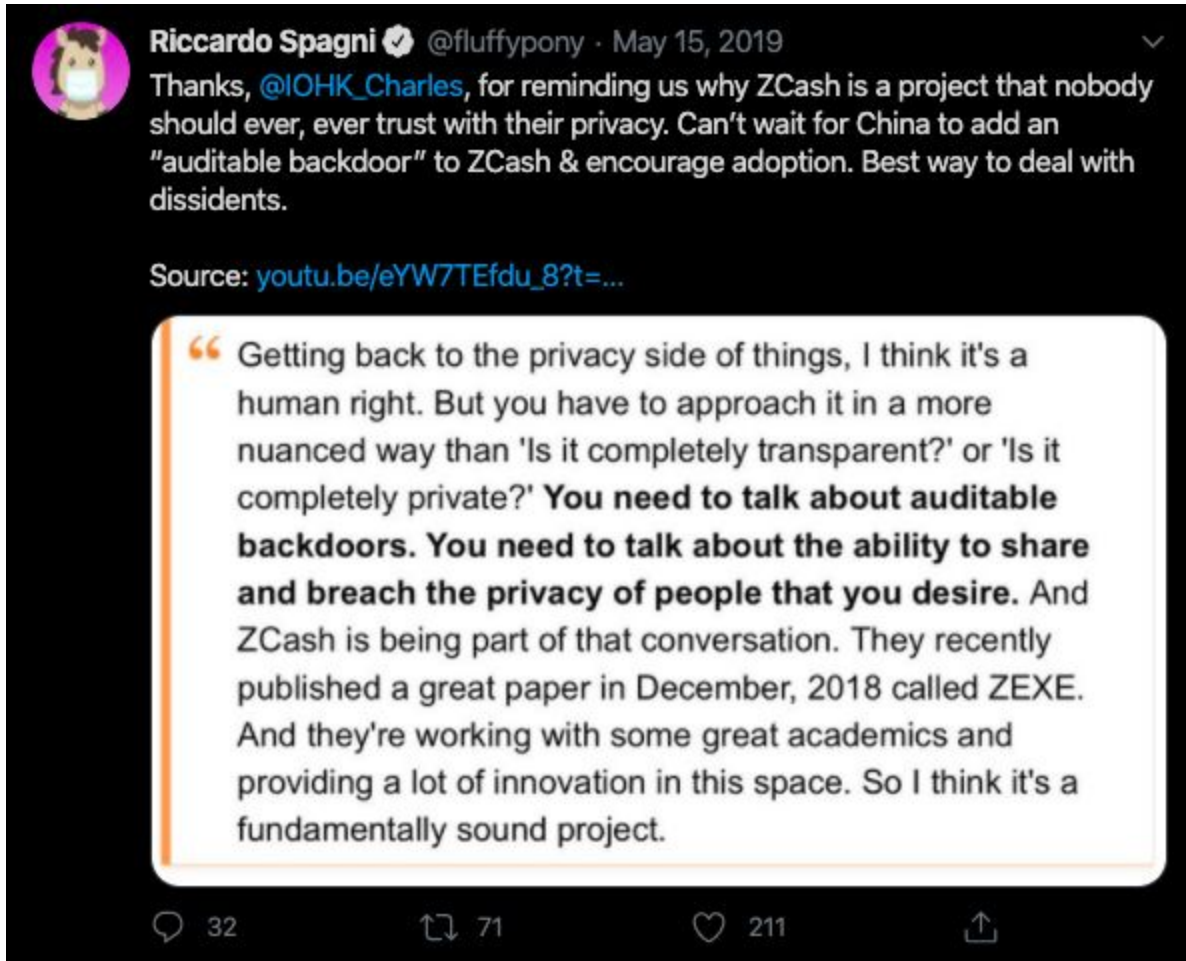 Riccardo Spagni @fluffypony · May 15, 2019
Thanks, @IOHK_Charles, for reminding us why ZCash is a project that nobody
should ever, ever trust with their privacy. Can't wait for China to add an
"auditable backdoor" to ZCash & encourage adoption. Best way to deal with
dissidents.
Source: youtu.be/eYW7TEfdu_8?t=...
“ Getting back to the privacy side of things, I think it's a
human right. But you have to approach it in a more
nuanced way than 'Is it completely transparent?' or 'Is it
completely private?' You need to talk about auditable
backdoors. You need to talk about the ability to share
and breach the privacy of people that you desire. And
ZCash is being part of that conversation. They recently
published a great paper in December, 2018 called ZEXE.
And they're working with some great academics and
providing a lot of innovation in this space. So I think it's a
fundamentally sound project.
32 71 211